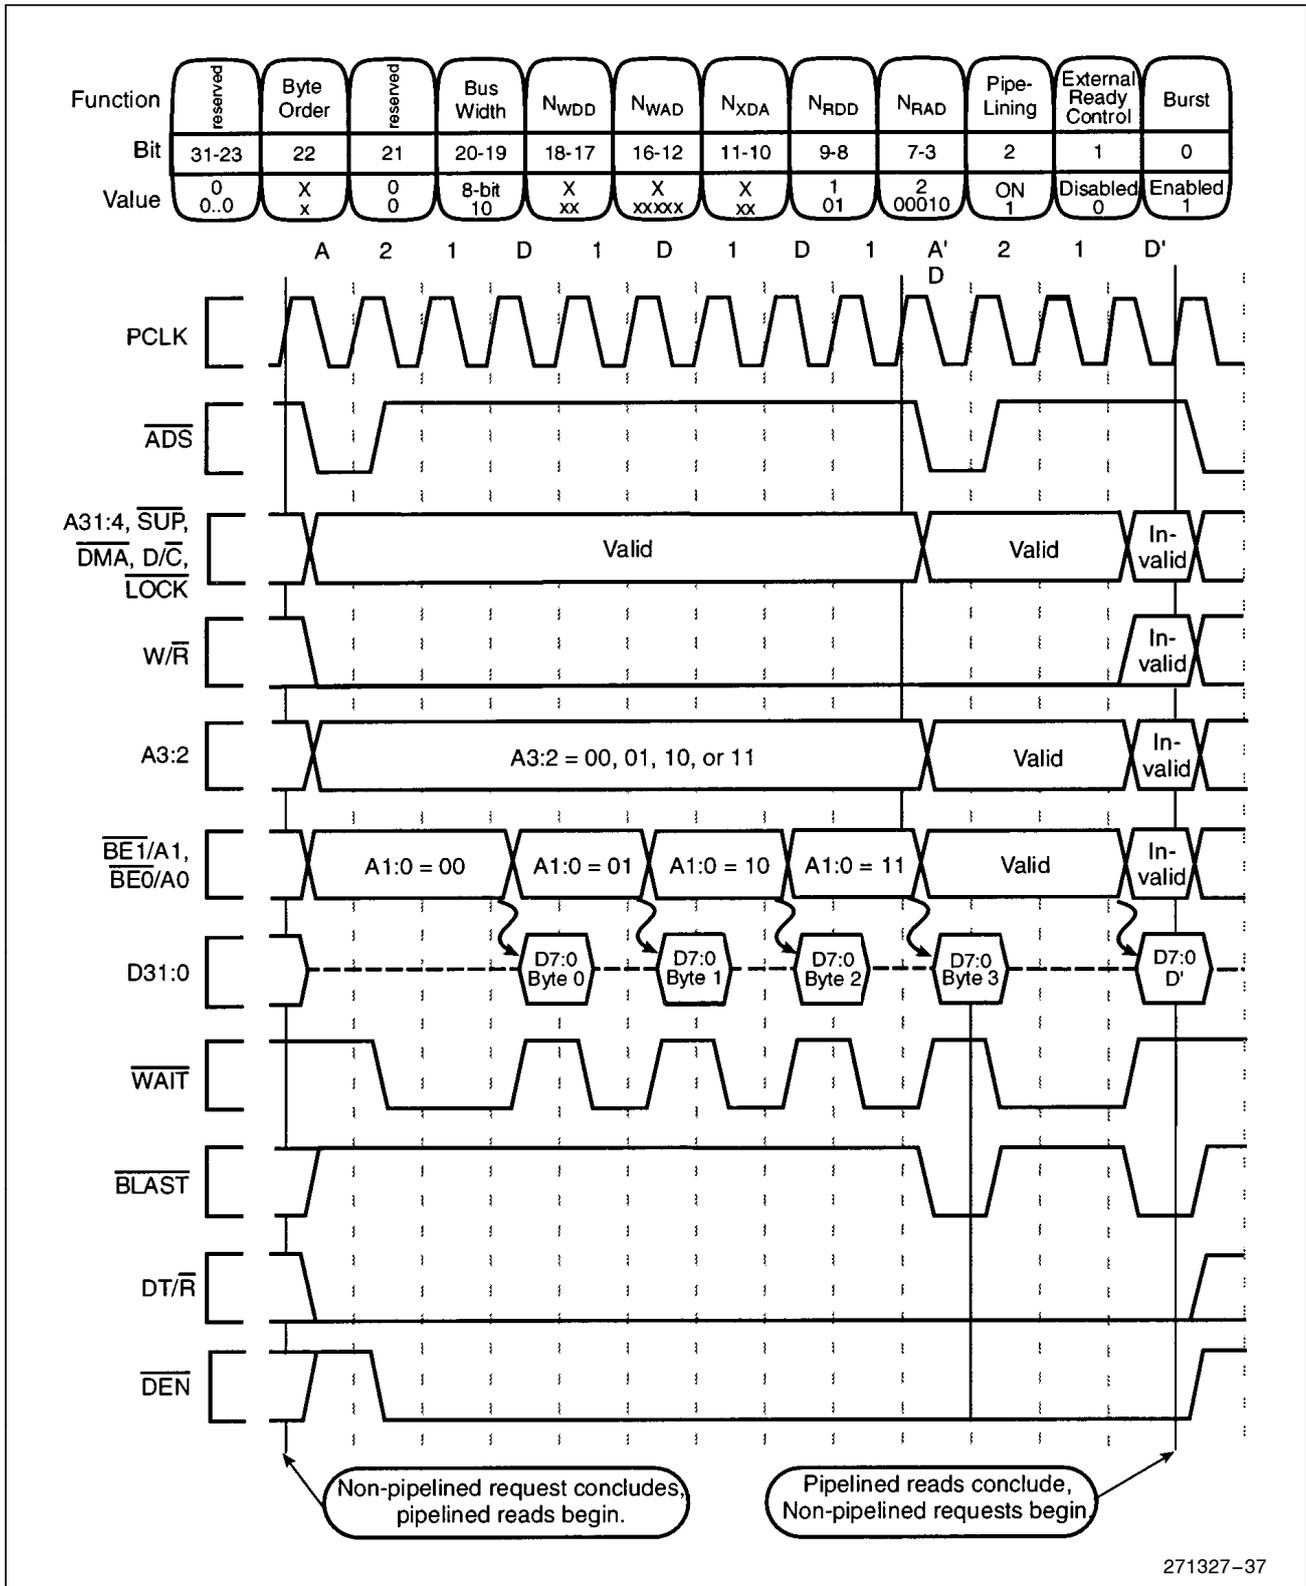 Function reserved Byte Order reserved Bus Width NWDD NWAD NXDA NRDD NRAD Pipe-Lining External Ready Control Burst
Bit 31-23 22 21 20-19 18-17 16-12 11-10 9-8 7-3 2 1 0
Value 0 X 0 8-bit X X X 1 2 ON Disabled Enabled
0..0 x 0 10 xx xxxxx xx 01 00010 1 0 1
A 2 1 D 1 D 1 D 1 A' 2 1 D'
D
PCLK
ADS
A31:4, SUP,
DMA, D/C,
LOCK
Valid Valid In-valid
W/R
In-valid
A3:2
A3:2 = 00, 01, 10, or 11 Valid In-valid
BE1/A1,
BE0/A0
A1:0 = 00 A1:0 = 01 A1:0 = 10 A1:0 = 11 Valid In-valid
D31:0
D7:0 D7:0 D7:0 D7:0 D7:0
Byte 0 Byte 1 Byte 2 Byte 3 D'
WAIT
BLAST
DT/R
DEN
Non-pipelined request concludes,
pipelined reads begin.
Pipelined reads conclude,
Non-pipelined requests begin.
271327-37